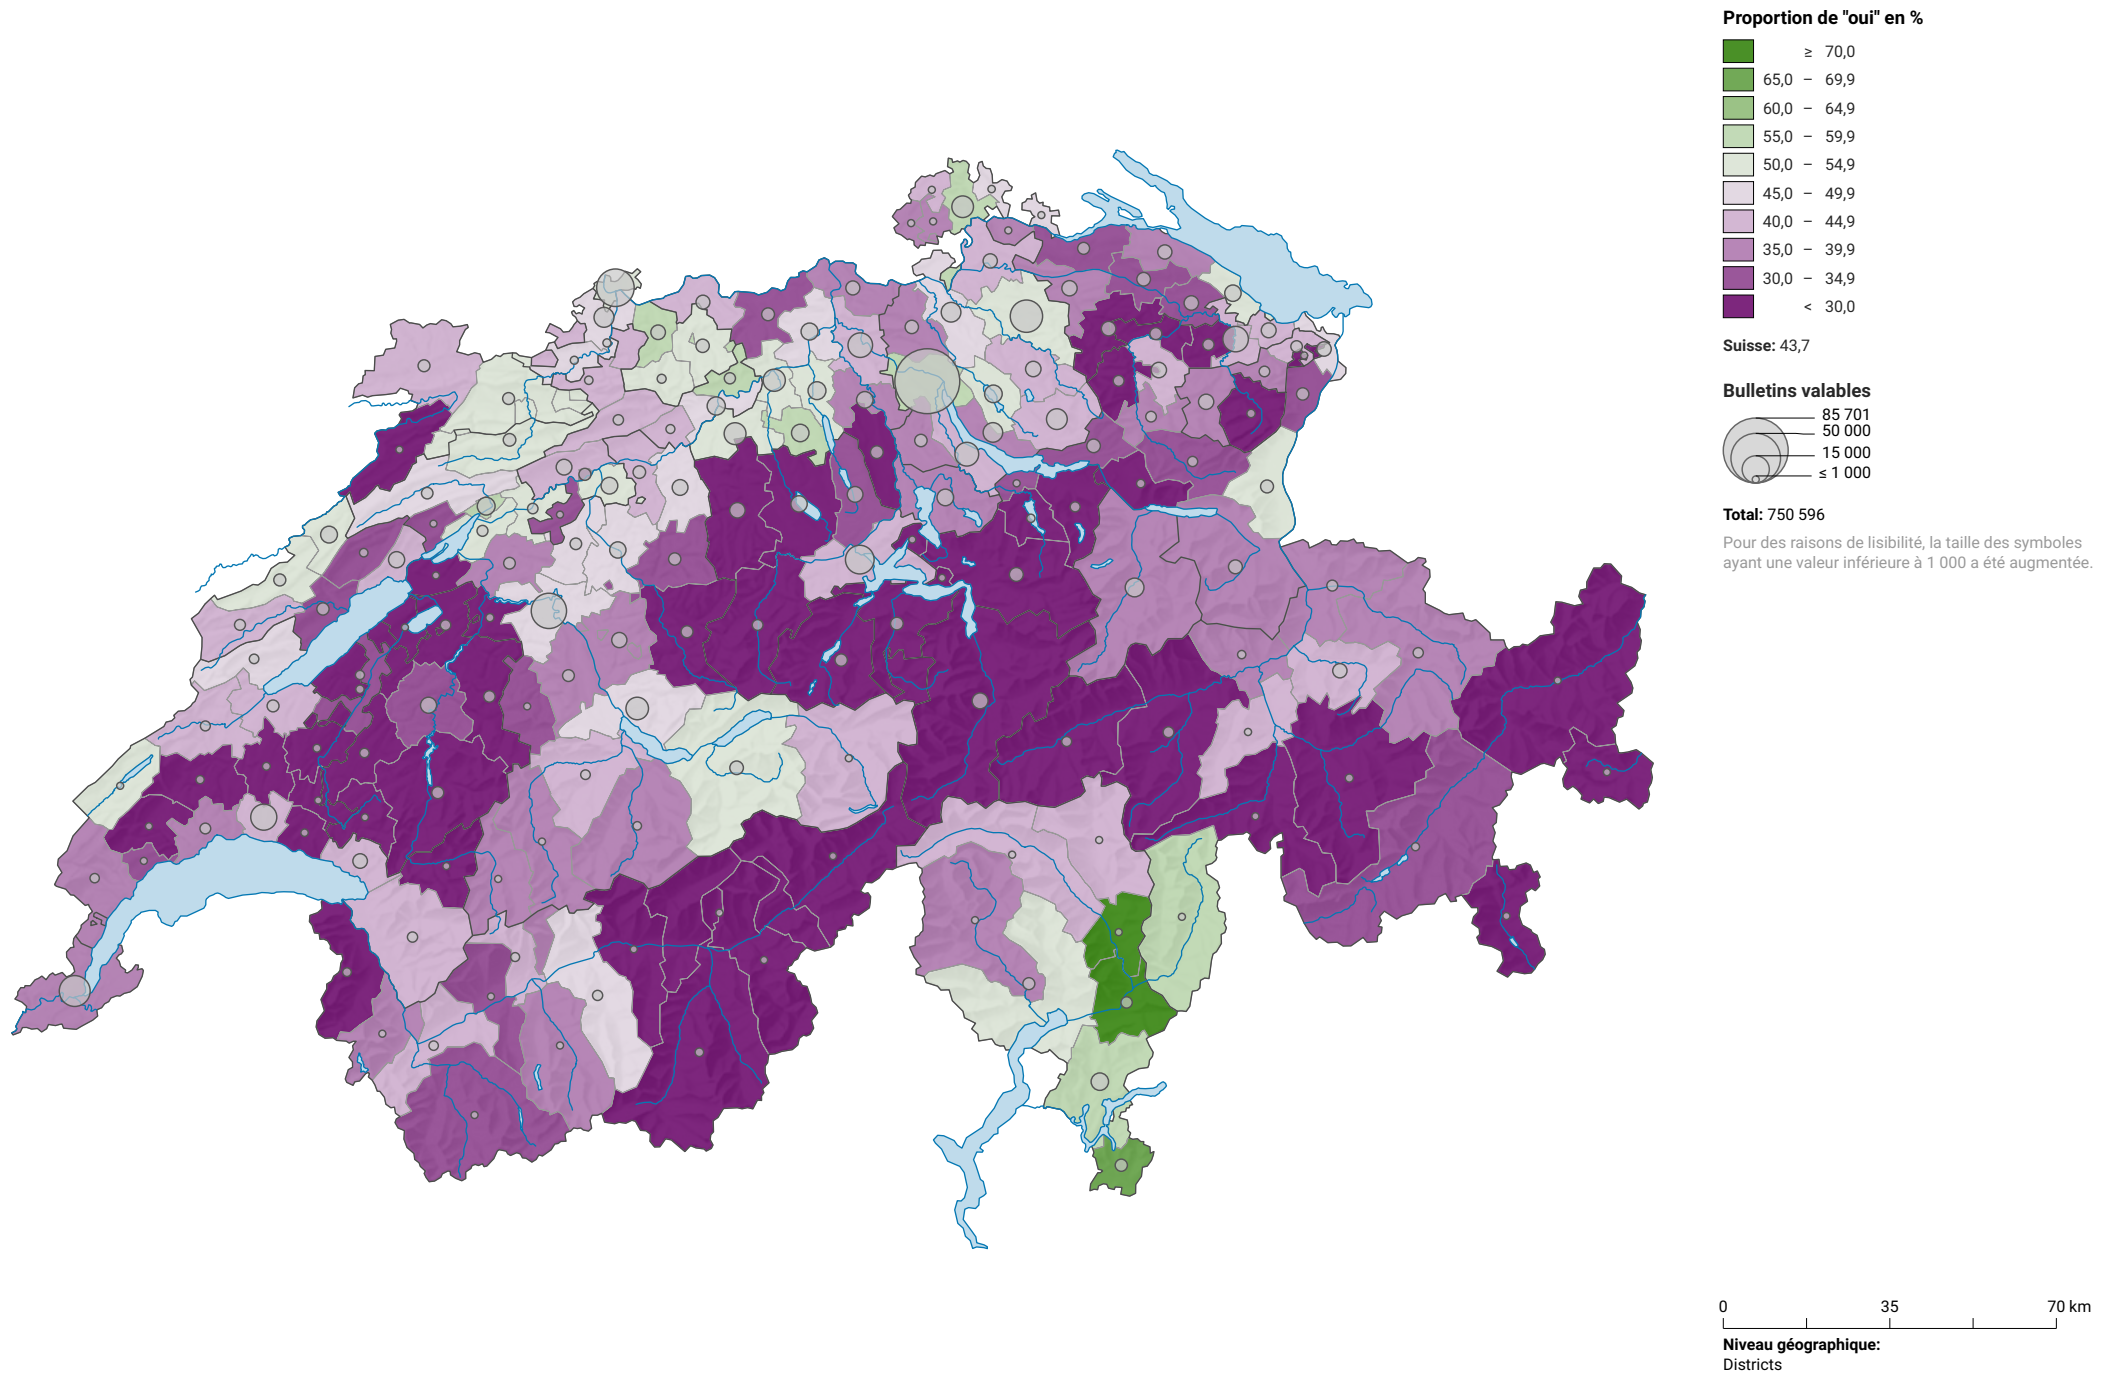 Proportion de "oui" en %
≥ 70,0
65,0 – 69,9
60,0 – 64,9
55,0 – 59,9
50,0 – 54,9
45,0 – 49,9
40,0 – 44,9
35,0 – 39,9
30,0 – 34,9
< 30,0
Suisse: 43,7
Bulletins valables
85 701
50 000
15 000
≤ 1 000
Total: 750 596
Pour des raisons de lisibilité, la taille des symboles
ayant une valeur inférieure à 1 000 a été augmentée.
0 35 70 km
Niveau géographique:
Districts